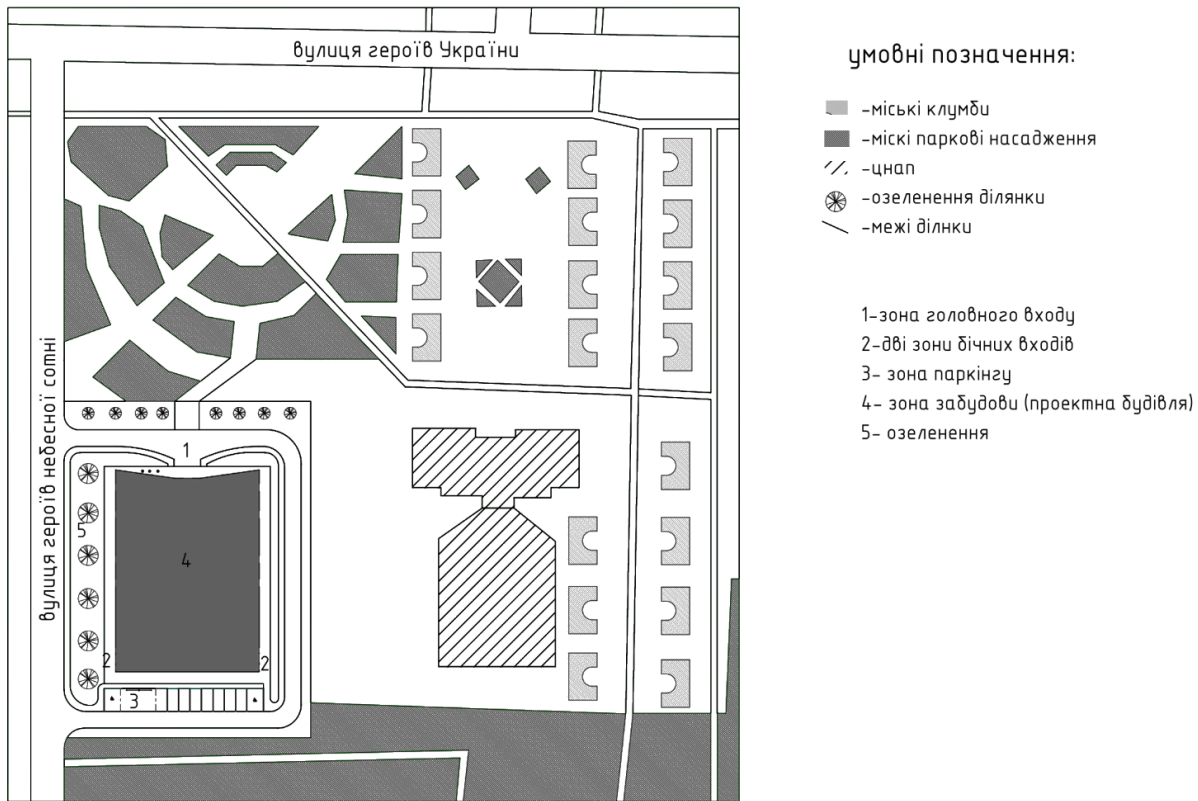 вулиця героїв України
вулиця героїв небесної сотні
1
5
4
2
2
3
умовні позначення:
-міські клумби
-міскі паркові насадження
-цнап
-озеленення ділянки
-межі ділнки
1-зона головного входу
2-дві зони бічних входів
3- зона паркінгу
4- зона забудови (проектна будівля)
5- озеленення